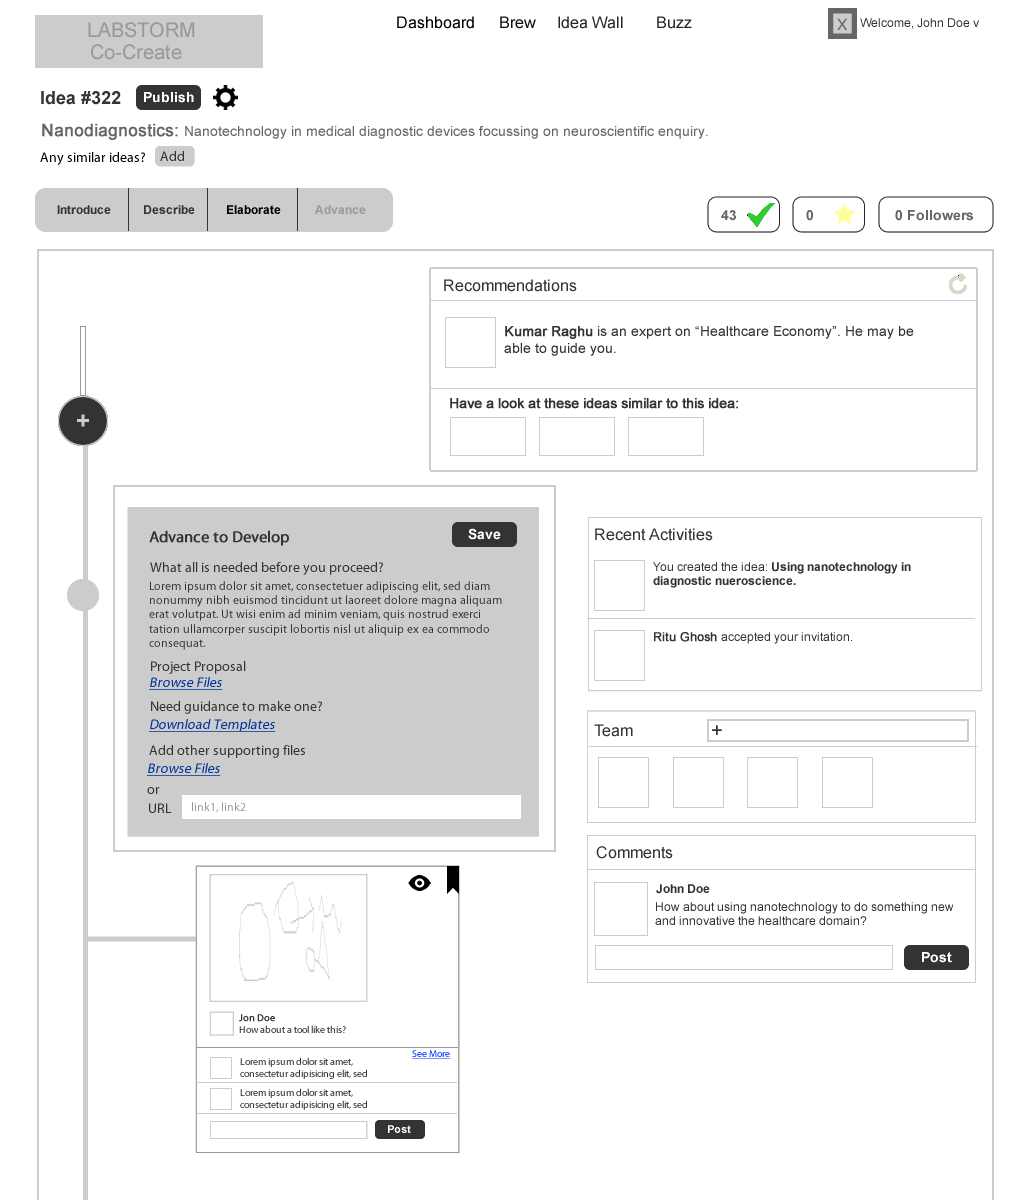 LABSTORM
Co-Create
Dashboard Brew Idea Wall Buzz
X Welcome, John Doe v
Idea #322 Publish
Nanodiagnostics: Nanotechnology in medical diagnostic devices focussing on neuroscientific enquiry.
Any similar ideas? Add
Introduce Describe Elaborate Advance
43 0 0 Followers
Recommendations
Kumar Raghu is an expert on “Healthcare Economy”. He may be
able to guide you.
Have a look at these ideas similar to this idea:
+
Advance to Develop Save
What all is needed before you proceed?
Lorem ipsum dolor sit amet, consectetuer adipiscing elit, sed diam
nonummy nibh euismod tincidunt ut laoreet dolore magna aliquam
erat volutpat. Ut wisi enim ad minim veniam, quis nostrud exerci
tation ullamcorper suscipit lobortis nisl ut aliquip ex ea commodo
consequat.
Project Proposal
Browse Files
Need guidance to make one?
Download Templates
Add other supporting files
Browse Files
or
URL link1, link2
Recent Activities
You created the idea: Using nanotechnology in
diagnostic nueroscience.
Ritu Ghosh accepted your invitation.
Team +
Comments
John Doe
How about using nanotechnology to do something new
and innovative the healthcare domain?
Post
Jon Doe
How about a tool like this?
See More
Lorem ipsum dolor sit amet,
consectetur adipisicing elit, sed
Lorem ipsum dolor sit amet,
consectetur adipisicing elit, sed
Post